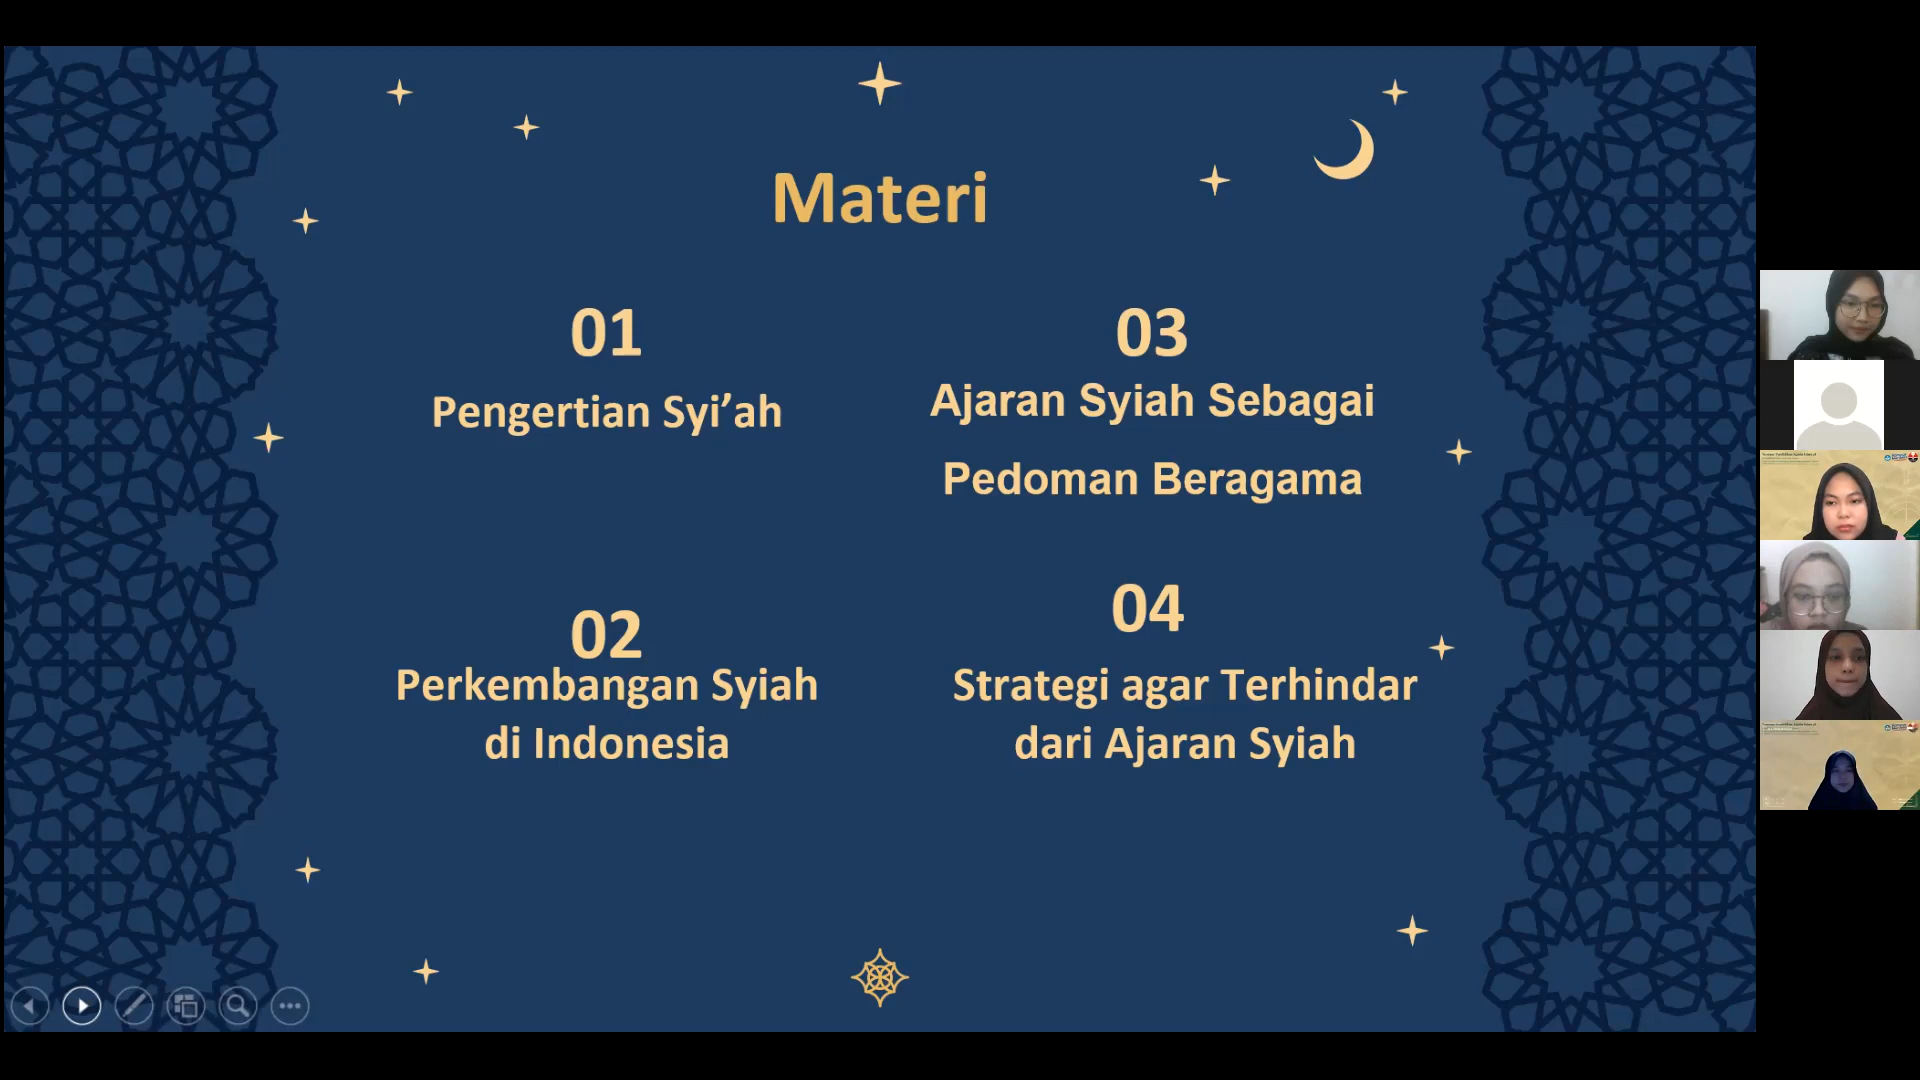 Materi
01
Pengertian Syi’ah
02
Perkembangan Syiah
di Indonesia
03
Ajaran Syiah Sebagai
Pedoman Beragama
04
Strategi agar Terhindar
dari Ajaran Syiah